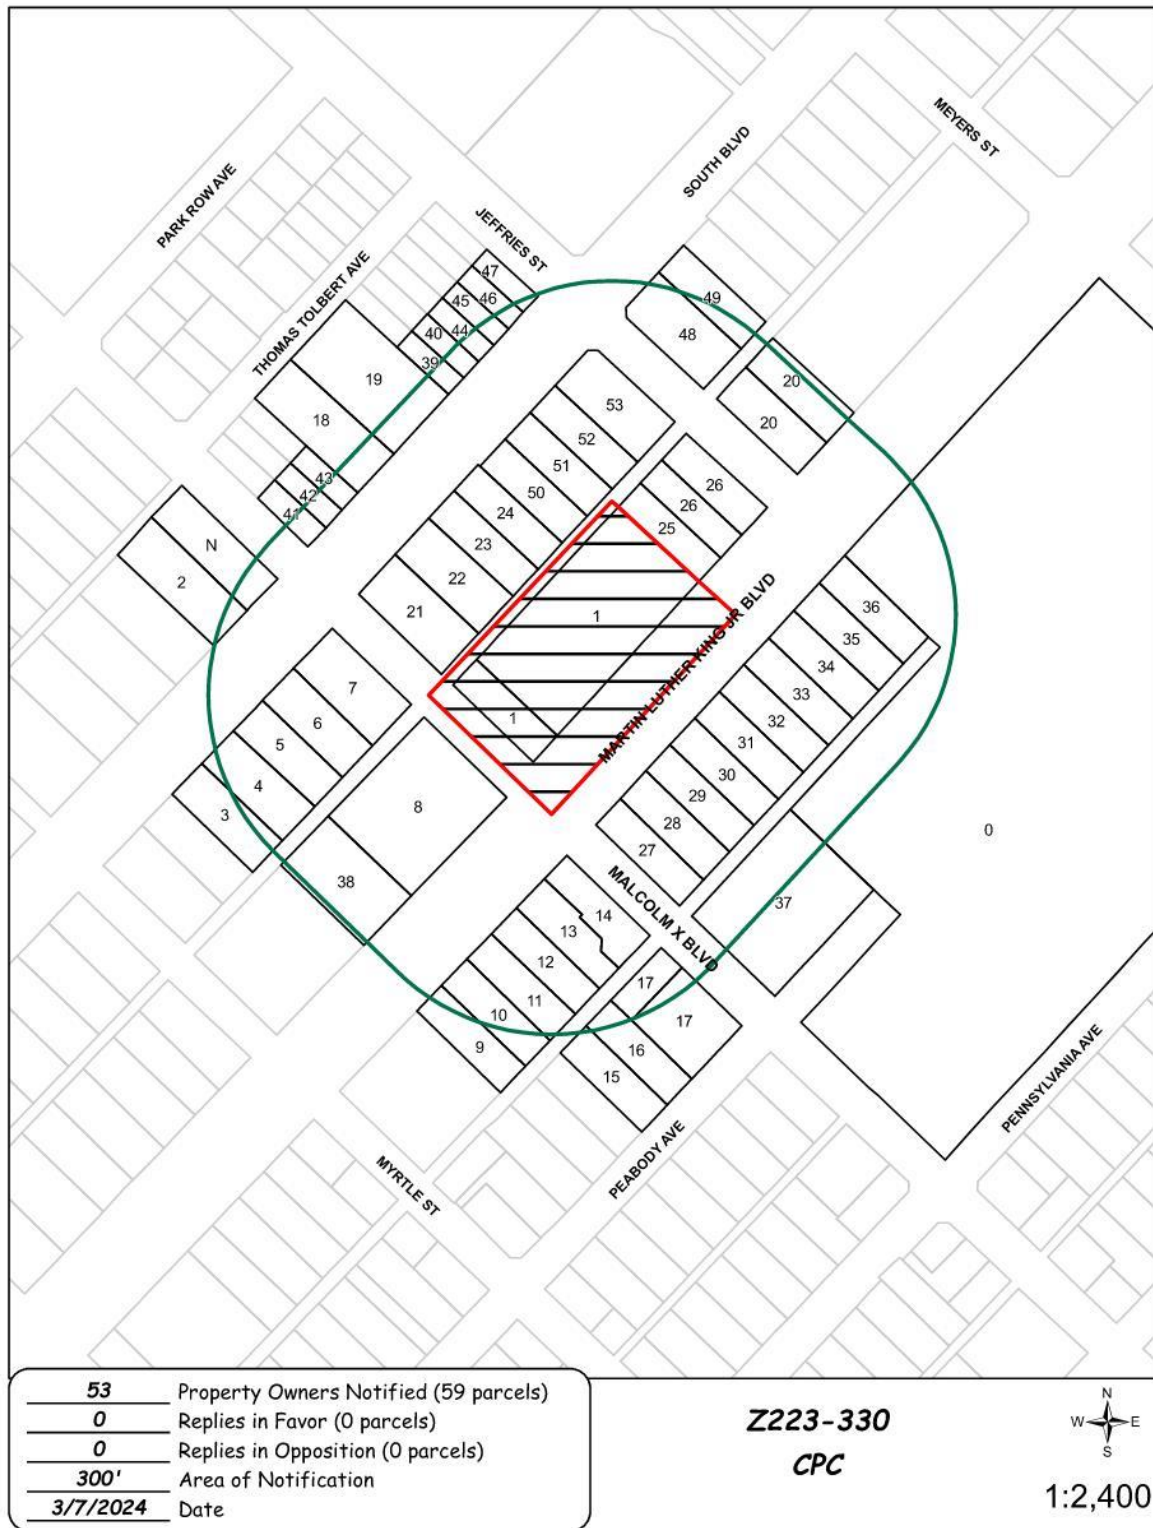 MEYERS ST
SOUTH BLVD
PARK ROW AVE
JEFFRIES ST
THOMAS TOLBERT AVE
47
46
45
44
40
39
49
48
19
18
20
20
53
52
51
50
24
23
22
21
43
42
41
N
2
26
26
25
1
1
MARTIN LUTHER KING JR BLVD
36
35
34
33
32
31
30
29
28
27
7
6
5
4
3
8
38
0
37
MALCOLM X BLVD
14
13
12
11
10
9
17
17
16
15
PENNSYLVANIA AVE
PEABODY AVE
MYRTLE ST
53 Property Owners Notified (59 parcels)
0 Replies in Favor (0 parcels)
0 Replies in Opposition (0 parcels)
300' Area of Notification
3/7/2024 Date
Z223-330
CPC
N
W E
S
1:2,400